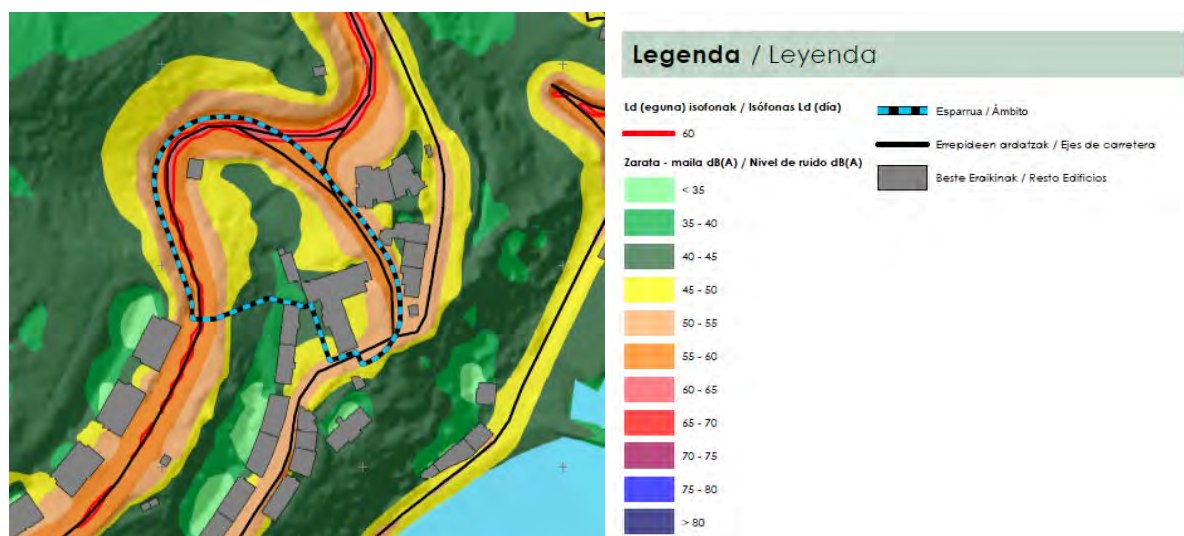 Legenda / Leyenda
Ld (eguna) isofonak / Isófonas Ld (día)
60
Zarata - maila dB(A) / Nivel de ruido dB(A)
< 35
35 - 40
40 - 45
45 - 50
50 - 55
55 - 60
60 - 65
65 - 70
70 - 75
75 - 80
> 80
Esparrua / Ámbito
Errepideen ardatzak / Ejes de carretera
Beste Eraikinak / Resto Edificios